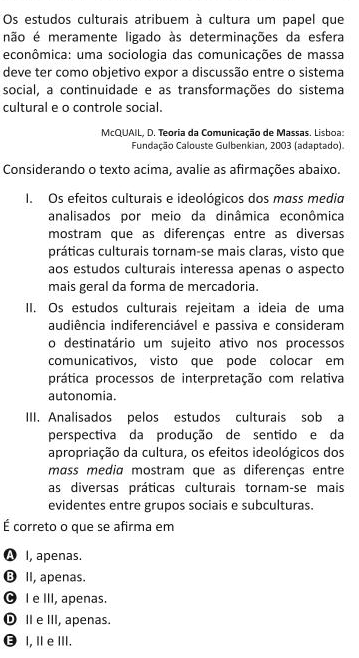 Os estudos culturais atribuem à cultura um papel que
não é meramente ligado às determinações da esfera
econômica: uma sociologia das comunicações de massa
deve ter como objetivo expor a discussão entre o sistema
social, a continuidade e as transformações do sistema
cultural e o controle social.
McQUAIL, D. Teoria da Comunicação de Massas. Lisboa:
Fundação Calouste Gulbenkian, 2003 (adaptado).
Considerando o texto acima, avalie as afirmações abaixo.
I. Os efeitos culturais e ideológicos dos mass media
analisados por meio da dinâmica econômica
mostram que as diferenças entre as diversas
práticas culturais tornam-se mais claras, visto que
aos estudos culturais interessa apenas o aspecto
mais geral da forma de mercadoria.
II. Os estudos culturais rejeitam a ideia de uma
audiência indiferenciável e passiva e consideram
o destinatário um sujeito ativo nos processos
comunicativos, visto que pode colocar em
prática processos de interpretação com relativa
autonomia.
III. Analisados pelos estudos culturais sob a
perspectiva da produção de sentido e da
apropriação da cultura, os efeitos ideológicos dos
mass media mostram que as diferenças entre
as diversas práticas culturais tornam-se mais
evidentes entre grupos sociais e subculturas.
É correto o que se afirma em
A I, apenas.
B II, apenas.
C I e III, apenas.
D II e III, apenas.
E I, II e III.